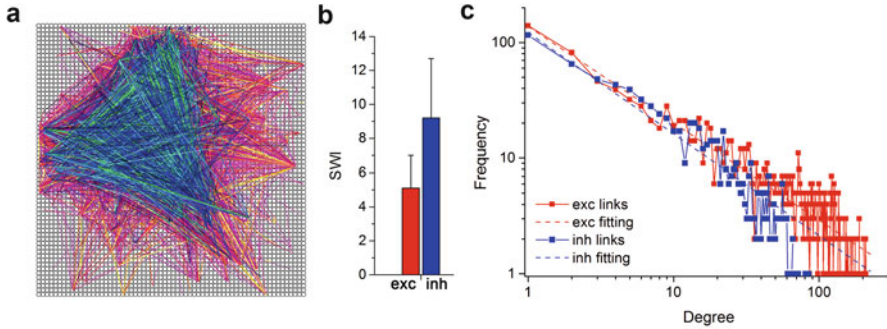 a
b
14
12
10
8
6
4
2
0
SWI
exc inh
c
100
10
1
Frequency
exc links
exc fitting
inh links
inh fitting
1 10 100
Degree